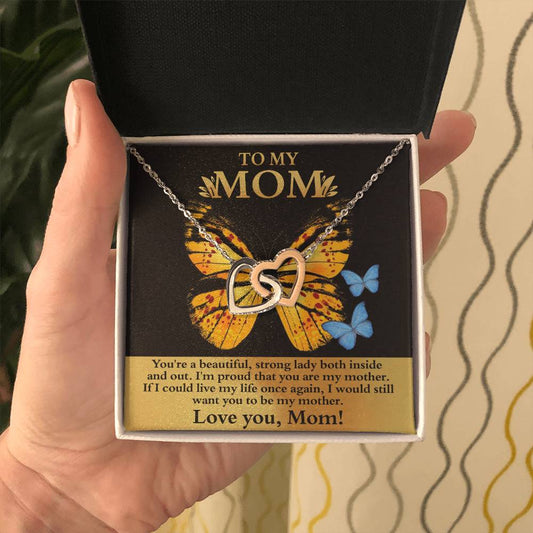 TO MY
MOM
You're a beautiful, strong lady both inside
and out. I'm proud that you are my mother.
If I could live my life once again, I would still
want you to be my mother.
Love you, Mom!